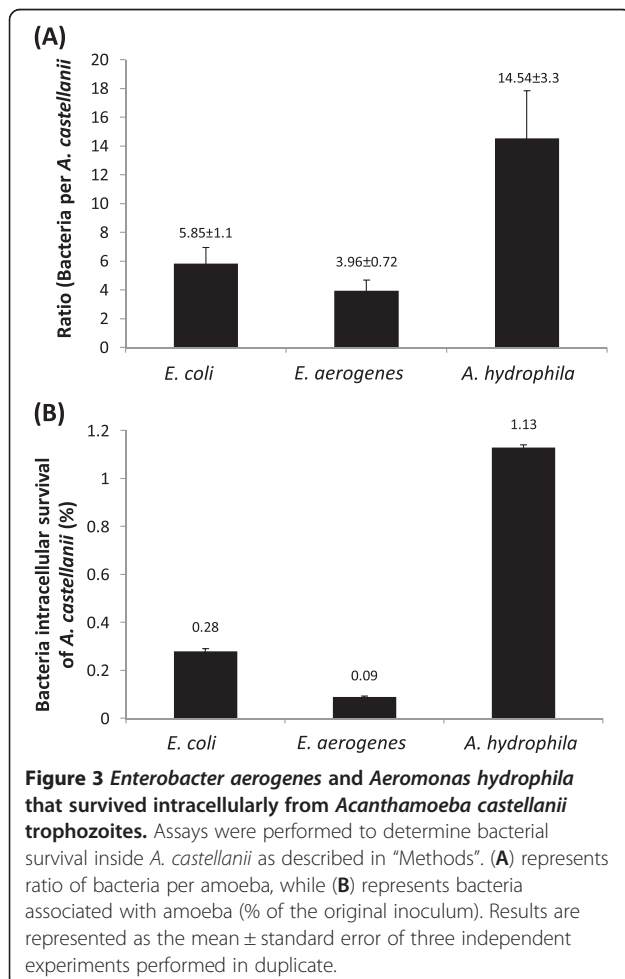 (A)
Ratio (Bacteria per A. castellanii
20
18
16
14
12
10
8
6
4
2
0
5.85±1.1
3.96±0.72
14.54±3.3
E. coli
E. aerogenes
A. hydrophila
(B)
Bacteria intracellular survival
of A. castellanii (%)
1.2
1
0.8
0.6
0.4
0.2
0
0.28
0.09
1.13
E. coli
E. aerogenes
A. hydrophila
Figure 3 Enterobacter aerogenes and Aeromonas hydrophila
that survived intracellularly from Acanthamoeba castellanii
trophozoites. Assays were performed to determine bacterial
survival inside A. castellanii as described in “Methods”. (A) represents
ratio of bacteria per amoeba, while (B) represents bacteria
associated with amoeba (% of the original inoculum). Results are
represented as the mean ± standard error of three independent
experiments performed in duplicate.